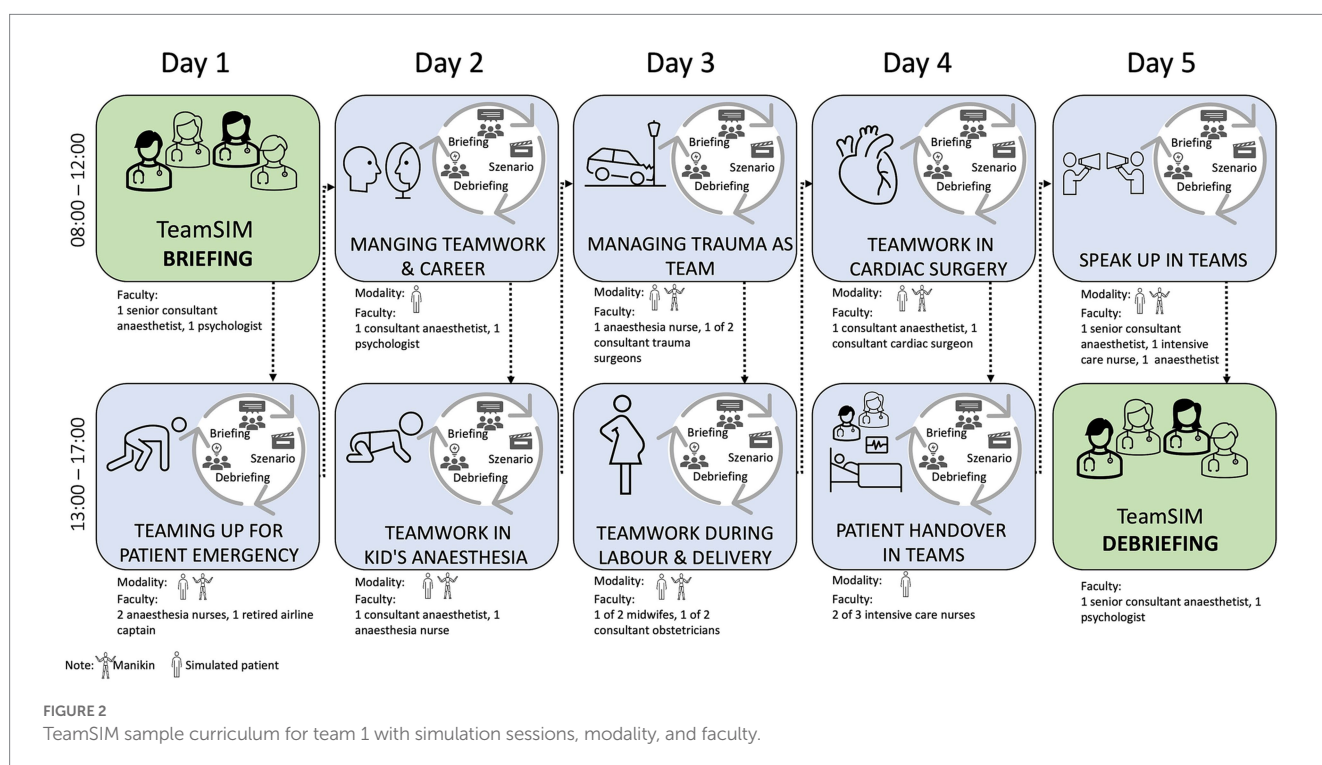 Day 1
Day 2
Day 3
Day 4
Day 5
08:00 – 12:00
TeamSIM
BRIEFING
Faculty:
1 senior consultant
anaesthetist, 1 psychologist
Briefing
Szenario
Debriefing
MANGING TEAMWORK
& CAREER
Modality:
Faculty:
1 consultant anaesthetist, 1
psychologist
Briefing
Szenario
Debriefing
MANAGING TRAUMA AS
TEAM
Modality:
Faculty:
1 anaesthesia nurse, 1 of 2
consultant trauma
surgeons
Briefing
Szenario
Debriefing
TEAMWORK IN
CARDIAC SURGERY
Modality:
Faculty:
1 consultant anaesthetist, 1
consultant cardiac surgeon
Briefing
Szenario
Debriefing
SPEAK UP IN TEAMS
Modality:
Faculty:
1 senior consultant
anaesthetist, 1 intensive
care nurse, 1 anaesthetist
13:00 – 17:00
Briefing
Scenario
Debriefing
TEAMING UP FOR
PATIENT EMERGENCY
Modality:
Faculty:
2 anaesthesia nurses, 1 retired airline
captain
Briefing
Scenario
Debriefing
TEAMWORK IN
KID'S ANAESTHESIA
Modality:
Faculty:
1 consultant anaesthetist, 1
anaesthesia nurse
Briefing
Szenario
Debriefing
TEAMWORK DURING
LABOUR & DELIVERY
Modality:
Faculty:
1 of 2 midwifes, 1 of 2
consultant obstetricians
Briefing
Szenario
Debriefing
PATIENT HANDOVER
IN TEAMS
Modality:
Faculty:
2 of 3 intensive care nurses
TeamSIM
DEBRIEFING
Faculty:
1 senior consultant anaesthetist, 1
psychologist
Note: Manikin Simulated patient
FIGURE 2
TeamSIM sample curriculum for team 1 with simulation sessions, modality, and faculty.